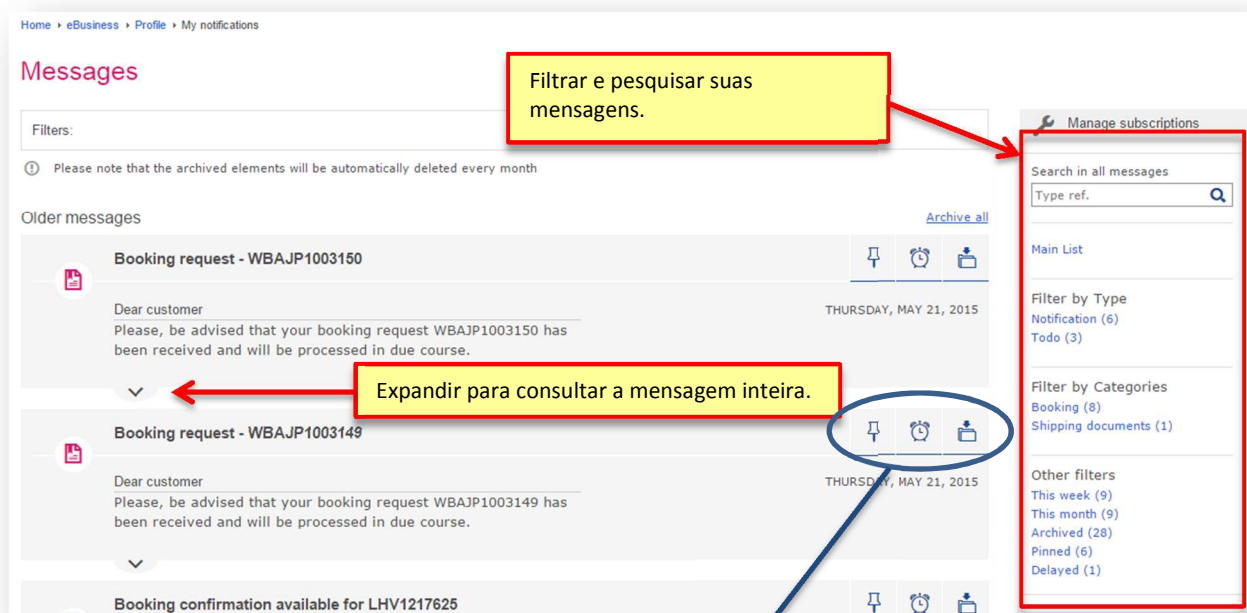 Home › eBusiness › Profile › My notifications
Messages
Filtrar e pesquisar suas
mensagens.
Filters:
Please note that the archived elements will be automatically deleted every month
Older messages
Archive all
Booking request - WBAJP1003150
Dear customer
THURSDAY, MAY 21, 2015
Please, be advised that your booking request WBAJP1003150 has
been received and will be processed in due course.
Expandir para consultar a mensagem inteira.
Booking request - WBAJP1003149
Dear customer
THURSDAY, MAY 21, 2015
Please, be advised that your booking request WBAJP1003149 has
been received and will be processed in due course.
Booking confirmation available for LHV1217625
Manage subscriptions
Search in all messages
Type ref.
Main List
Filter by Type
Notification (6)
Todo (3)
Filter by Categories
Booking (8)
Shipping documents (1)
Other filters
This week (9)
This month (9)
Archived (28)
Pinned (6)
Delayed (1)